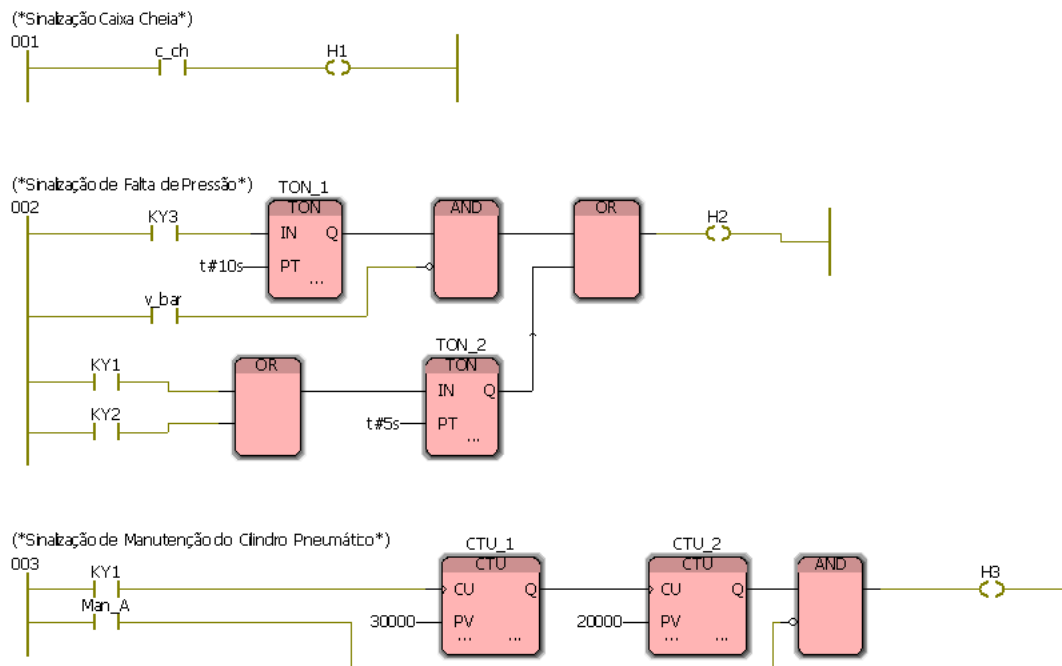 (*Sinalização Caixa Cheia*)
001
c_ch
H1
(*Sinalização de Falta de Pressão*)
002
KY3
TON_1
TON
IN Q
t#10s PT
...
AND
OR
H2
v_bar
KY1
KY2
OR
TON_2
TON
IN Q
t#5s PT
...
(*Sinalização de Manutenção do Cilindro Pneumático*)
003
KY1
Man_A
CTU_1
CTU
CU Q
30000 PV
... ...
CTU_2
CTU
CU Q
20000 PV
... ...
AND
H3